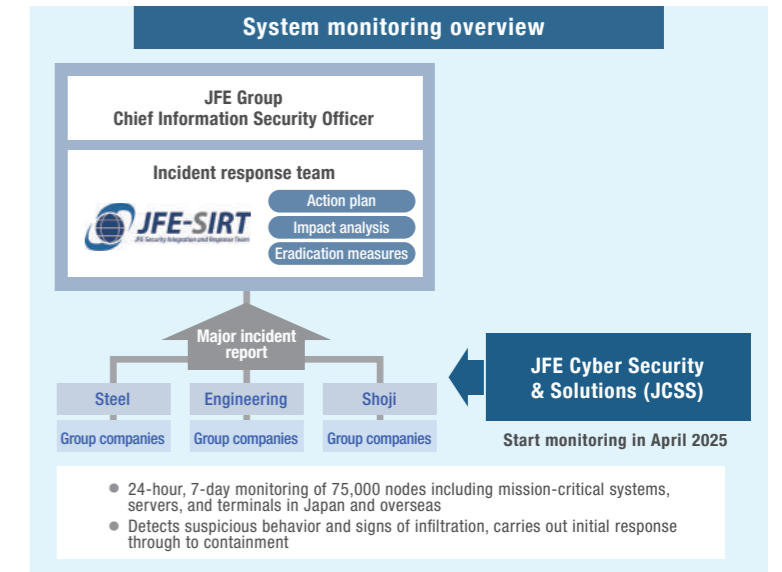 System monitoring overview
JFE Group
Chief Information Security Officer
Incident response team
JFE-SIRT
JFE Security Integration and Response Team
Action plan
Impact analysis
Eradication measures
Major incident
report
Steel
Engineering
Shoji
Group companies
Group companies
Group companies
JFE Cyber Security
& Solutions (JCSS)
Start monitoring in April 2025
● 24-hour, 7-day monitoring of 75,000 nodes including mission-critical systems,
servers, and terminals in Japan and overseas
● Detects suspicious behavior and signs of infiltration, carries out initial response
through to containment